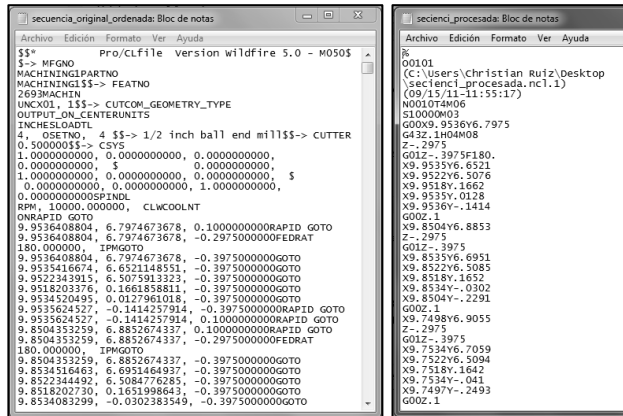 secuencia_original_ordenada: Bloc de notas
Archivo Edición Formato Ver Ayuda
$$* Pro/CLfile Version Wildfire 5.0 - M050$
$-> MFGNO
MACHINING1PARTNO
MACHINING1$$-> FEATNO
2693MACHIN
UNCX01, 1$$-> CUTCOM_GEOMETRY_TYPE
OUTPUT_ON_CENTERUNITS
INCHESLOADTL
4, OSETNO, 4 $$-> 1/2 inch ball end mill$$-> CUTTER
0.500000$$-> CSYS
1.0000000000, 0.0000000000, 0.0000000000,
0.0000000000, $ 0.0000000000,
1.0000000000, 0.0000000000, 0.0000000000, $
0.0000000000, 0.0000000000, 1.0000000000,
0.0000000000SPINDL
RPM, 10000.000000, CLWCOOLNT
ONRAPID GOTO
9.9536408804, 6.7974673678, 0.1000000000RAPID GOTO
9.9536408804, 6.7974673678, -0.2975000000FEDRAT
180.000000, IPMGOTO
9.9536408804, 6.7974673678, -0.3975000000GOTO
9.9535416674, 6.6521148551, -0.3975000000GOTO
9.9522343915, 6.5075913323, -0.3975000000GOTO
9.9518203376, 0.1661858811, -0.3975000000GOTO
9.9534520495, 0.0127961018, -0.3975000000GOTO
9.9535624527, -0.1414257914, -0.3975000000RAPID GOTO
9.9535624527, -0.1414257914, 0.1000000000RAPID GOTO
9.8504353259, 6.8852674337, 0.1000000000RAPID GOTO
9.8504353259, 6.8852674337, -0.2975000000FEDRAT
180.000000, IPMGOTO
9.8504353259, 6.8852674337, -0.3975000000GOTO
9.8534516463, 6.6951464937, -0.3975000000GOTO
9.8522344492, 6.5084776285, -0.3975000000GOTO
9.8518202730, 0.1651998643, -0.3975000000GOTO
9.8534083299, -0.0302383549, -0.3975000000GOTO
secienci_procesada: Bloc de notas
Archivo Edición Formato Ver Ayuda
%
O0101
(C:\Users\Christian Ruiz\Desktop
\secienci_procesada.ncl.1)
(09/15/11-11:55:17)
N0010T4M06
S10000M03
G00X9.9536Y6.7975
G43Z.1H04M08
Z-.2975
G01Z-.3975F180.
X9.9535Y6.6521
X9.9522Y6.5076
X9.9518Y.1662
X9.9535Y.0128
X9.9536Y-.1414
G00Z.1
X9.8504Y6.8853
Z-.2975
G01Z-.3975
X9.8535Y6.6951
X9.8522Y6.5085
X9.8518Y.1652
X9.8534Y-.0302
X9.8504Y-.2291
G00Z.1
X9.7498Y6.9055
Z-.2975
G01Z-.3975
X9.7534Y6.7059
X9.7522Y6.5094
X9.7518Y.1642
X9.7534Y-.041
X9.7497Y-.2493
G00Z.1